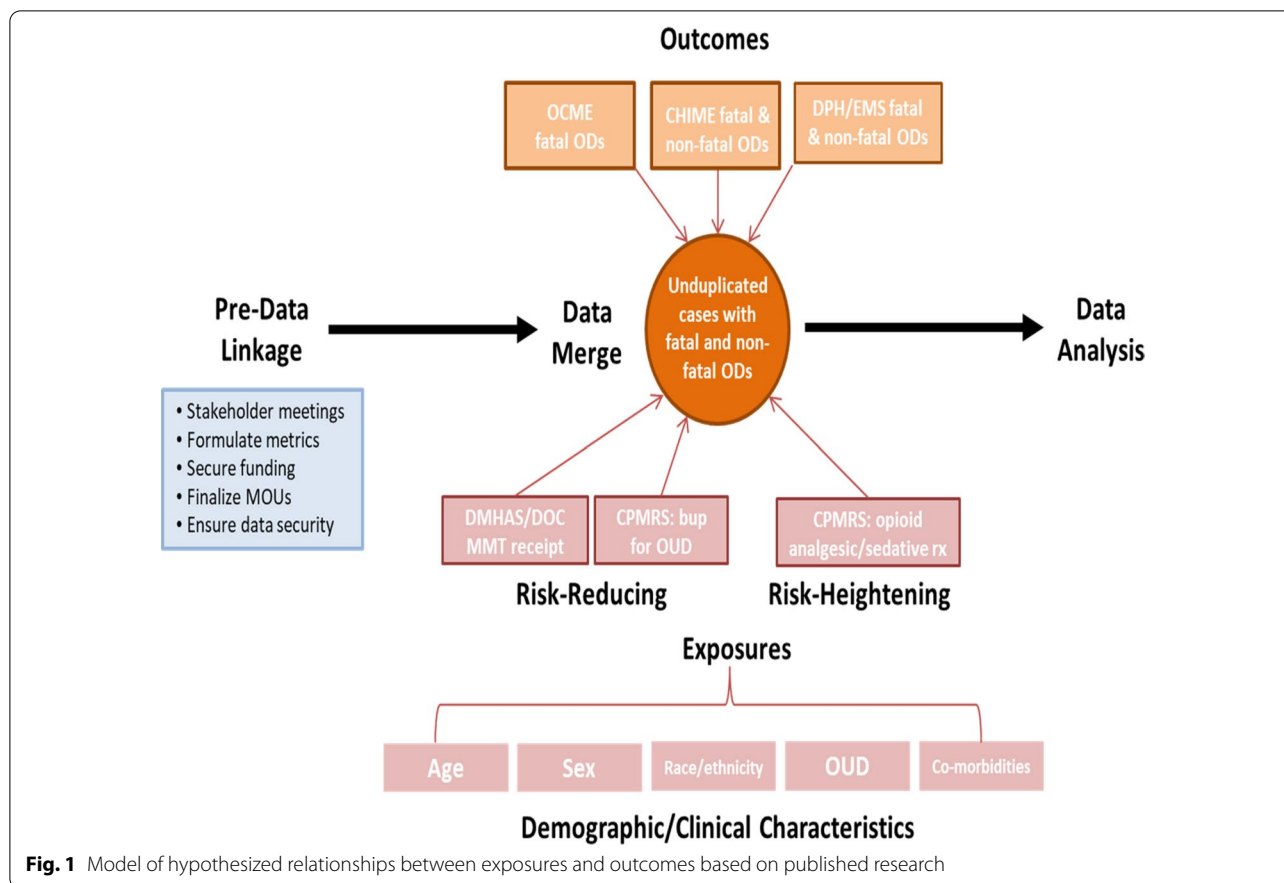 Outcomes
OCME
fatal ODs
CHIME fatal &
non-fatal ODs
DPH/EMS fatal
& non-fatal ODs
Pre-Data
Linkage
• Stakeholder meetings
• Formulate metrics
• Secure funding
• Finalize MOUs
• Ensure data security
Data
Merge
Unduplicated
cases with
fatal and non-
fatal ODs
Data
Analysis
DMHAS/DOC
MMT receipt
CPMRS: bup
for OUD
CPMRS: opioid
analgesic/sedative rx
Risk-Reducing
Risk-Heightening
Exposures
Age
Sex
Race/ethnicity
OUD
Co-morbidities
Demographic/Clinical Characteristics
Fig. 1 Model of hypothesized relationships between exposures and outcomes based on published research